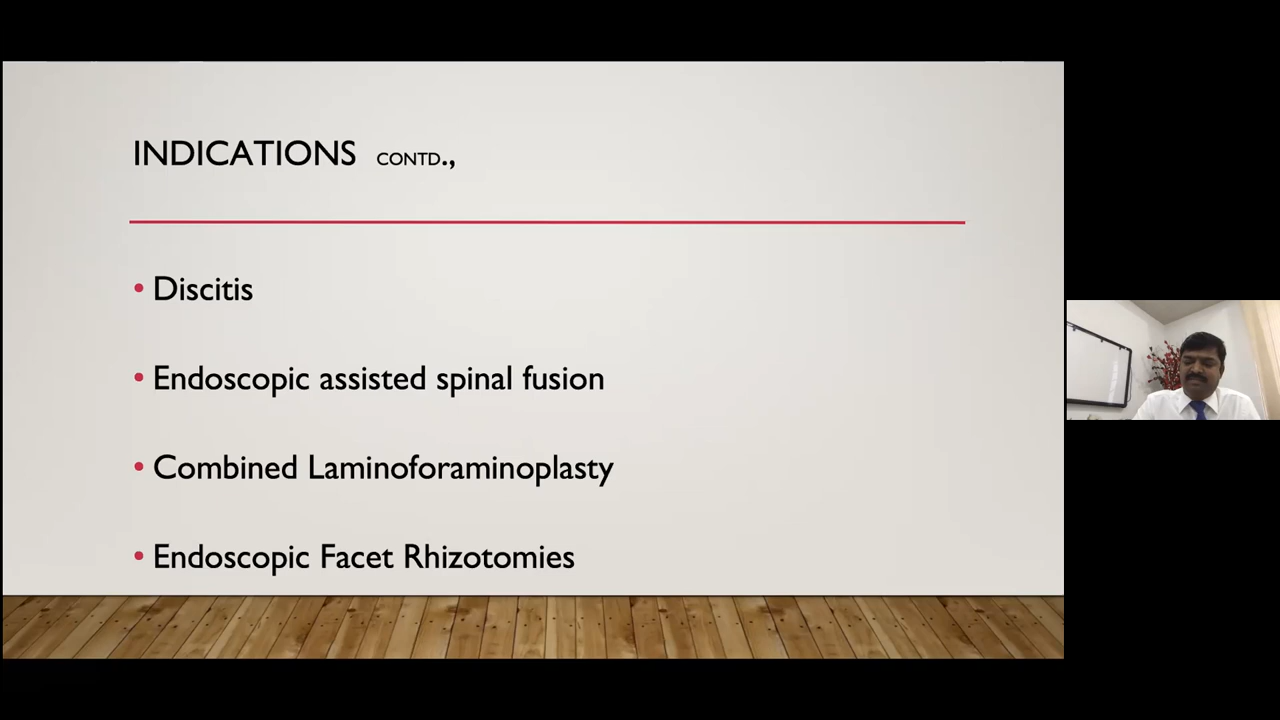 INDICATIONS CONTD.,
• Discitis
• Endoscopic assisted spinal fusion
• Combined Laminoforaminoplasty
• Endoscopic Facet Rhizotomies